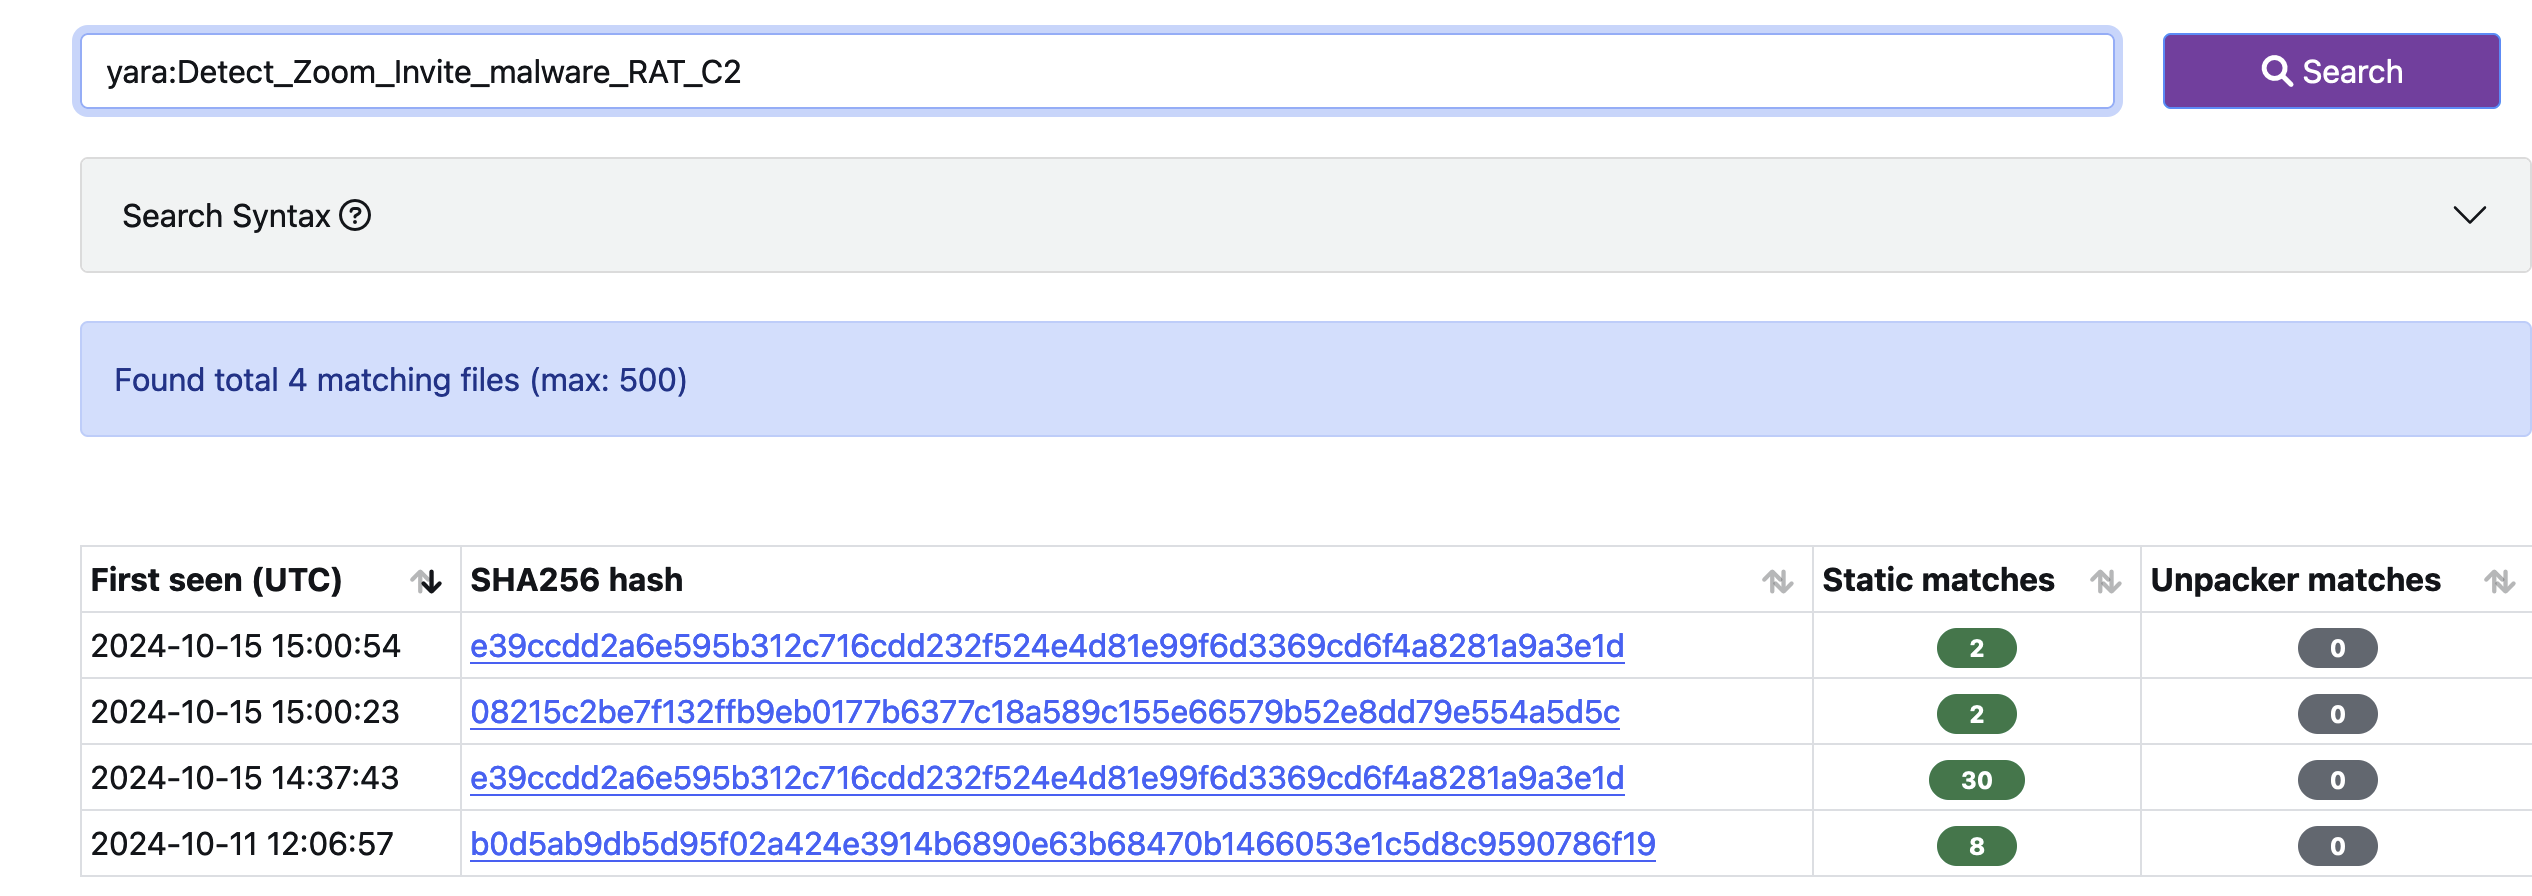 yara:Detect_Zoom_Invite_malware_RAT_C2
Search
Search Syntax ?
Found total 4 matching files (max: 500)
First seen (UTC) SHA256 hash Static matches Unpacker matches
2024-10-15 15:00:54 e39ccdd2a6e595b312c716cdd232f524e4d81e99f6d3369cd6f4a8281a9a3e1d 2 0
2024-10-15 15:00:23 08215c2be7f132ffb9eb0177b6377c18a589c155e66579b52e8dd79e554a5d5c 2 0
2024-10-15 14:37:43 e39ccdd2a6e595b312c716cdd232f524e4d81e99f6d3369cd6f4a8281a9a3e1d 30 0
2024-10-11 12:06:57 b0d5ab9db5d95f02a424e3914b6890e63b68470b1466053e1c5d8c9590786f19 8 0